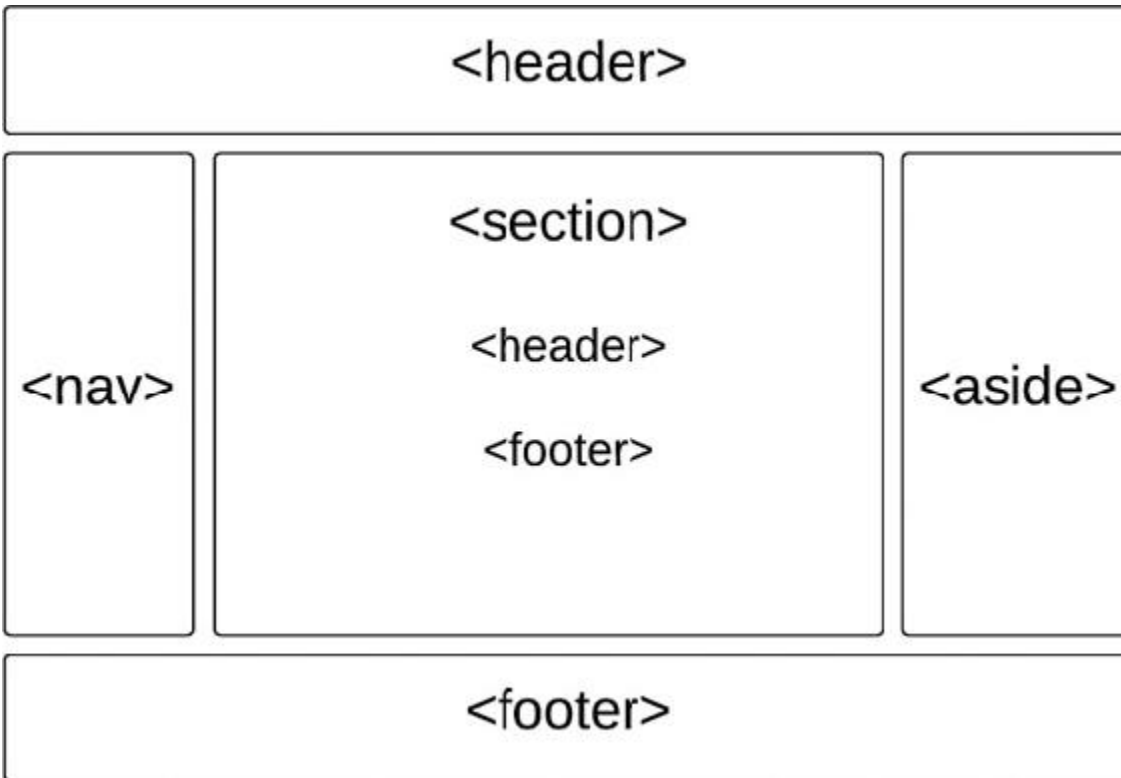 <header>
<section>
<header>
<nav>
<aside>
<footer>
<footer>